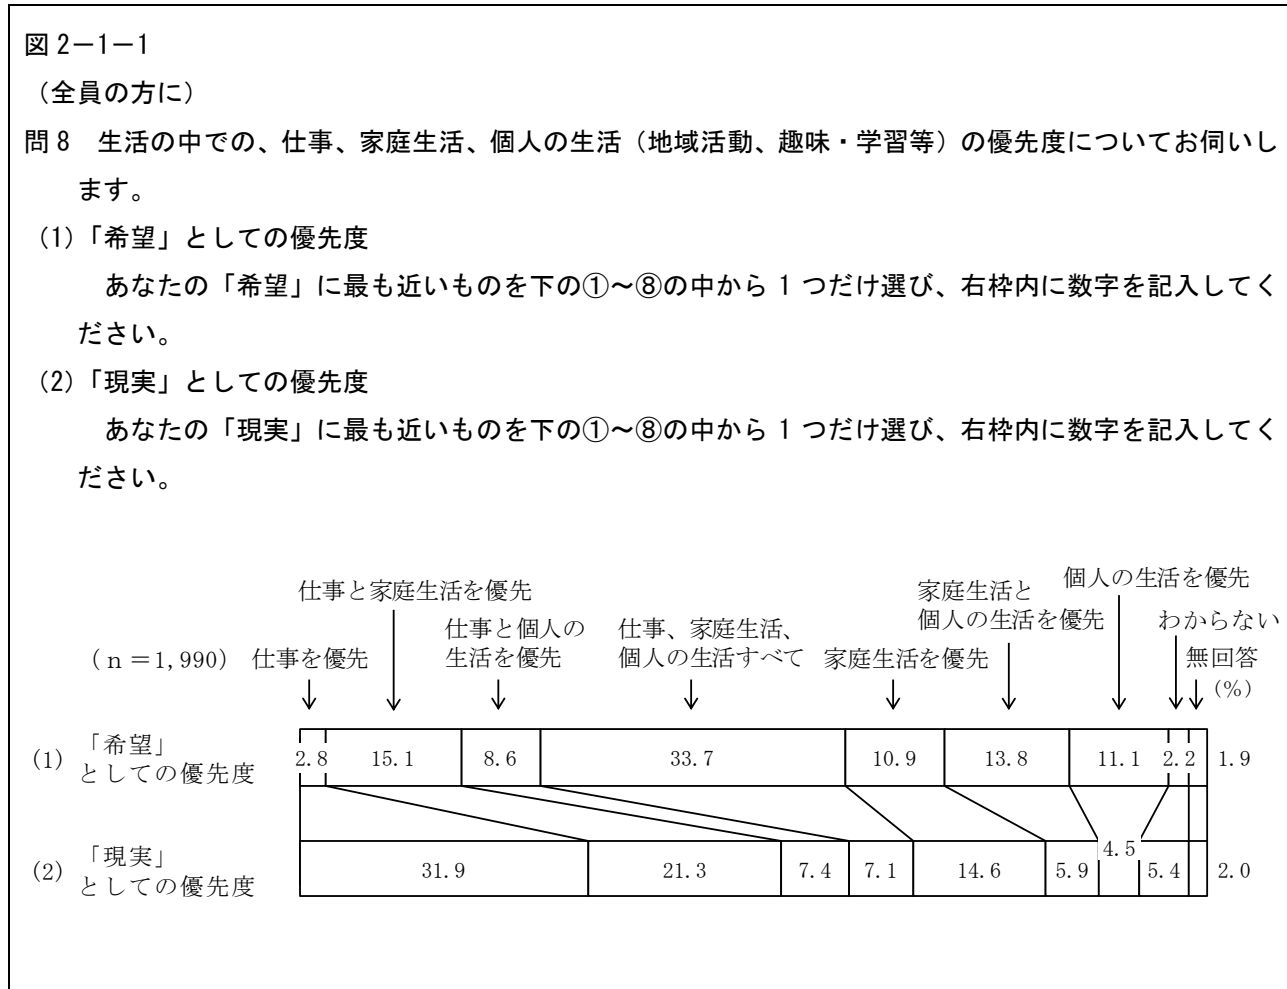 図2－1－1
（全員の方に）
問8　生活の中での、仕事、家庭生活、個人の生活（地域活動、趣味・学習等）の優先度についてお伺いし
ます。
(1)「希望」としての優先度
あなたの「希望」に最も近いものを下の①～⑧の中から 1 つだけ選び、右枠内に数字を記入してく
ださい。
(2)「現実」としての優先度
あなたの「現実」に最も近いものを下の①～⑧の中から 1 つだけ選び、右枠内に数字を記入してく
ださい。
個人の生活を優先
仕事と家庭生活を優先
家庭生活と
個人の生活を優先
わからない
仕事と個人の
生活を優先
仕事、家庭生活、
個人の生活すべて
（ｎ＝1,990）
仕事を優先
家庭生活を優先
無回答
(%)
(1)「希望」
としての優先度
2.8 15.1 8.6 33.7 10.9 13.8 11.1 2.2 1.9
(2)「現実」
としての優先度
31.9 21.3 7.4 7.1 14.6 5.9 4.5 5.4 2.0